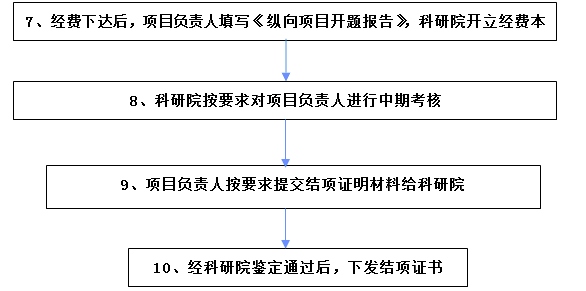 7、经费下达后，项目负责人填写《纵向项目开题报告》，科研院开立经费本
8、科研院按要求对项目负责人进行中期考核
9、项目负责人按要求提交结项证明材料给科研院
10、经科研院鉴定通过后，下发结项证书